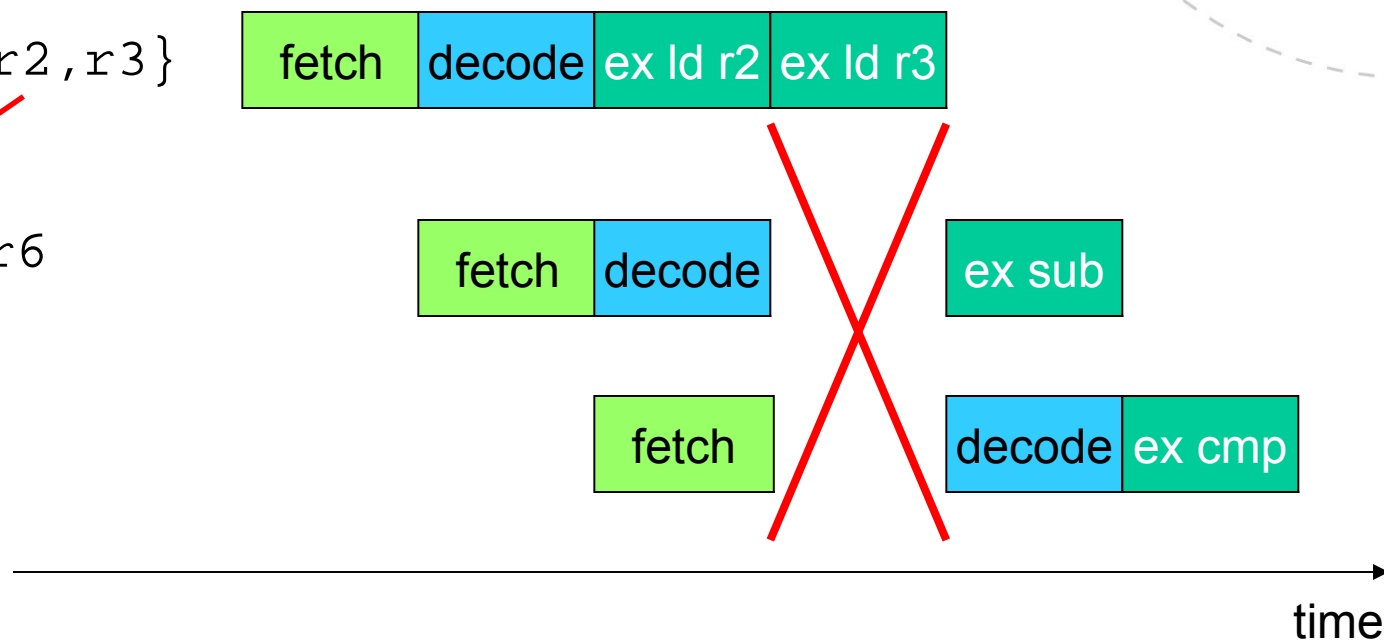 r2,r3} fetch decode ex ld r2 ex ld r3
r6 fetch decode ex sub
fetch decode ex cmp
time